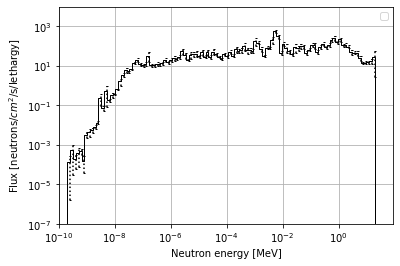 10³
10¹
10⁻¹
10⁻³
10⁻⁵
10⁻⁷
Flux [neutrons/cm²/s/lethargy]
10⁻¹⁰ 10⁻⁸ 10⁻⁶ 10⁻⁴ 10⁻² 10⁰
Neutron energy [MeV]